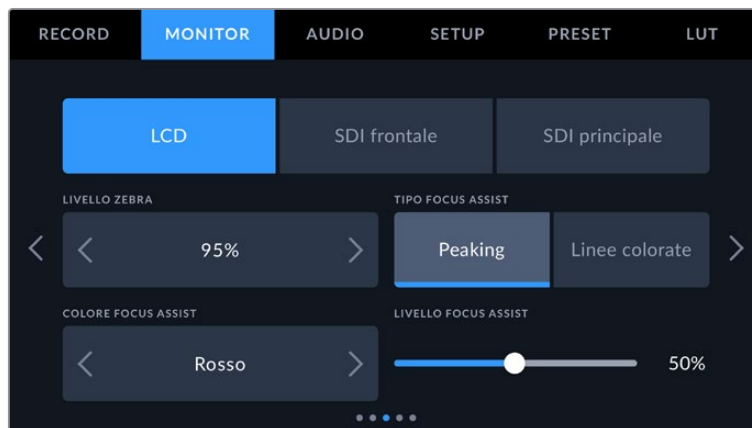 RECORD MONITOR AUDIO SETUP PRESET LUT
LCD SDI frontale SDI principale
LIVELLO ZEBRA TIPO FOCUS ASSIST
95% Peaking Linee colorate
COLORE FOCUS ASSIST LIVELLO FOCUS ASSIST
Rosso 50%